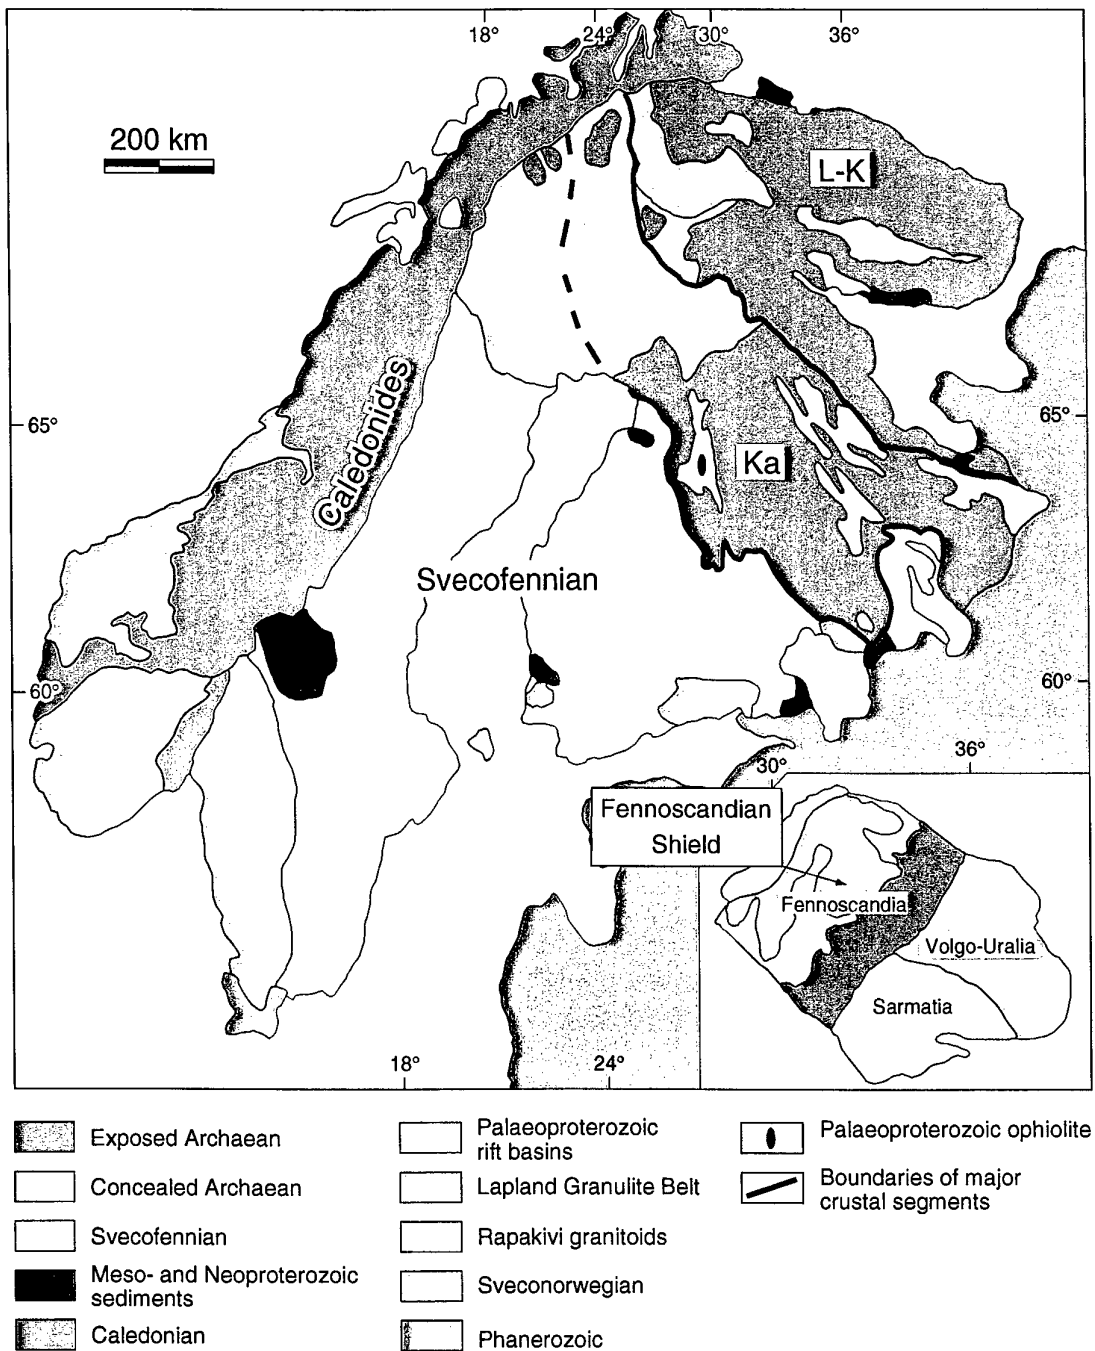 18° 24° 30° 36°
200 km
L-K
65° 65°
Caledonides
Ka
Svecofennian
60° 60°
36°
30°
Fennoscandian
Shield
Fennoscandia
Volgo-Uralia
Sarmatia
18° 24°
Exposed Archaean
Concealed Archaean
Svecofennian
Meso- and Neoproterozoic
sediments
Caledonian
Palaeoproterozoic
rift basins
Lapland Granulite Belt
Rapakivi granitoids
Sveconorwegian
Phanerozoic
Palaeoproterozoic ophiolite
Boundaries of major
crustal segments